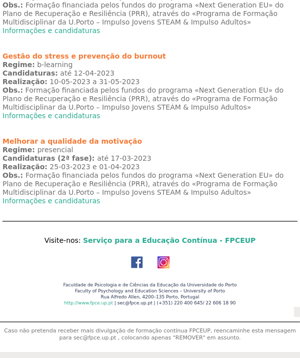 Obs.: Formação financiada pelos fundos do programa «Next Generation EU» do
Plano de Recuperação e Resiliência (PRR), através do «Programa de Formação
Multidisciplinar da U.Porto – Impulso Jovens STEAM & Impulso Adultos»
Informações e candidaturas
Gestão do stress e prevenção do burnout
Regime: b-learning
Candidaturas: até 12-04-2023
Realização: 10-05-2023 a 31-05-2023
Obs.: Formação financiada pelos fundos do programa «Next Generation EU» do
Plano de Recuperação e Resiliência (PRR), através do «Programa de Formação
Multidisciplinar da U.Porto – Impulso Jovens STEAM & Impulso Adultos»
Informações e candidaturas
Melhorar a qualidade da motivação
Regime: presencial
Candidaturas (2ª fase): até 17-03-2023
Realização: 25-03-2023 e 01-04-2023
Obs.: Formação financiada pelos fundos do programa «Next Generation EU» do
Plano de Recuperação e Resiliência (PRR), através do «Programa de Formação
Multidisciplinar da U.Porto – Impulso Jovens STEAM & Impulso Adultos»
Informações e candidaturas
Visite-nos: Serviço para a Educação Contínua - FPCEUP
Faculdade de Psicologia e de Ciências da Educação da Universidade do Porto
Faculty of Psychology and Education Sciences - University of Porto
Rua Alfredo Allen, 4200-135 Porto, Portugal
http://www.fpce.up.pt | sec@fpce.up.pt | (+351) 220 400 645/ 22 606 18 90
Caso não pretenda receber mais divulgação de formação contínua FPCEUP, reencaminhe esta mensagem
para sec@fpce.up.pt , colocando apenas "REMOVER" em assunto.